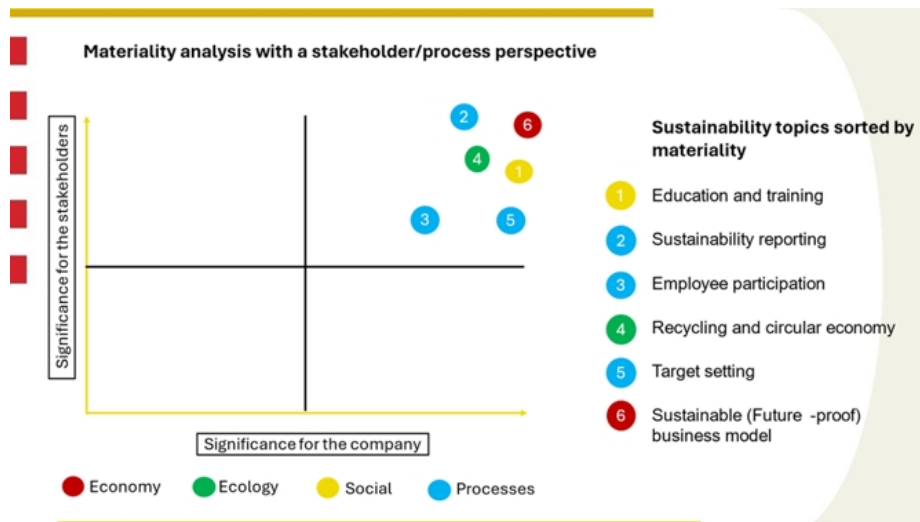 Materiality analysis with a stakeholder/process perspective
Significance for the stakeholders
2
6
4
1
3
5
Significance for the company
Economy
Ecology
Social
Processes
Sustainability topics sorted by
materiality
1 Education and training
2 Sustainability reporting
3 Employee participation
4 Recycling and circular economy
5 Target setting
6 Sustainable (Future -proof)
business model